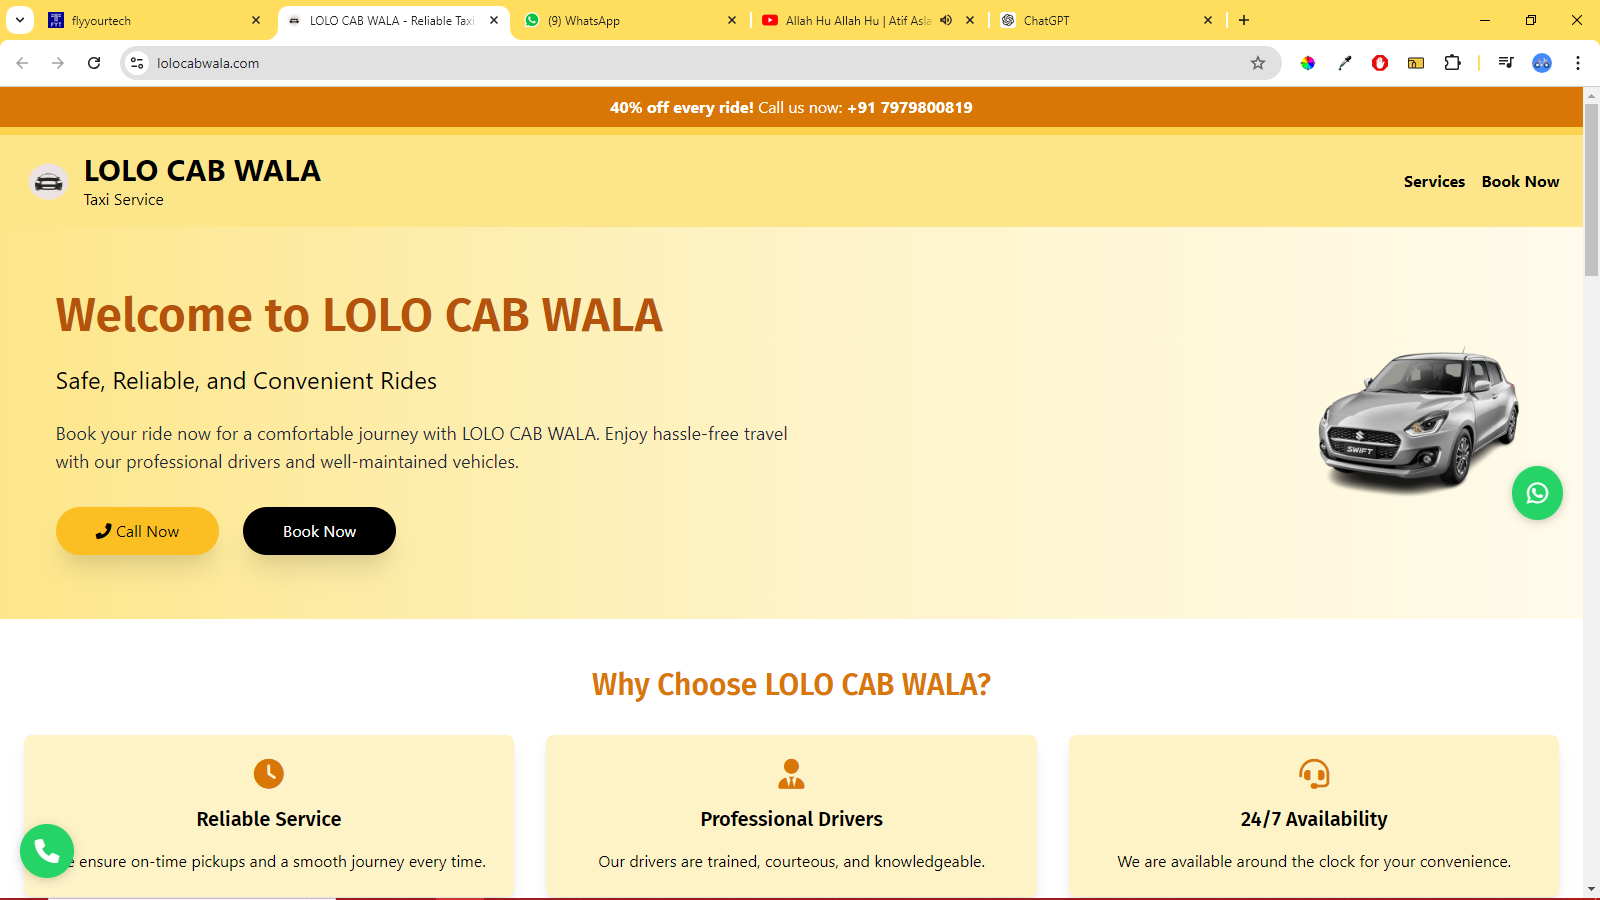 flyyourtech
LOLO CAB WALA - Reliable Taxi
(9) WhatsApp
Allah Hu Allah Hu | Atif Asla
ChatGPT
lolocabwala.com
40% off every ride! Call us now: +91 7979800819
LOLO CAB WALA
Taxi Service
Services Book Now
Welcome to LOLO CAB WALA
Safe, Reliable, and Convenient Rides
Book your ride now for a comfortable journey with LOLO CAB WALA. Enjoy hassle-free travel
with our professional drivers and well-maintained vehicles.
SWIFT
Call Now
Book Now
Why Choose LOLO CAB WALA?
Reliable Service
Professional Drivers
24/7 Availability
e ensure on-time pickups and a smooth journey every time.
Our drivers are trained, courteous, and knowledgeable.
We are available around the clock for your convenience.